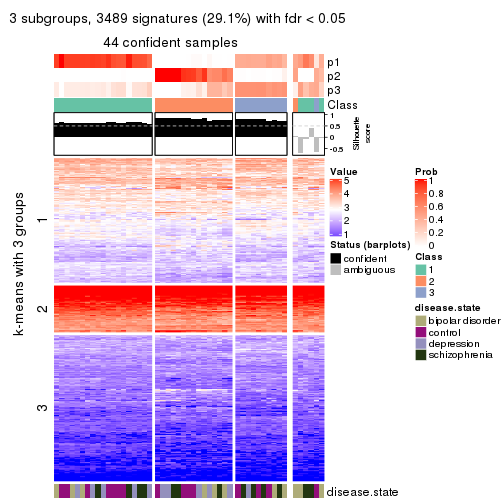 3 subgroups, 3489 signatures (29.1%) with fdr < 0.05
44 confident samples
p1
p2
p3
Class
1
0.5
0
-0.5
Silhouette
score
k-means with 3 groups
1
2
3
disease.state
Value
5
4
3
2
1
Status (barplots)
confident
ambiguous
Prob
1
0.8
0.6
0.4
0.2
0
Class
1
2
3
disease.state
bipolar disorder
control
depression
schizophrenia